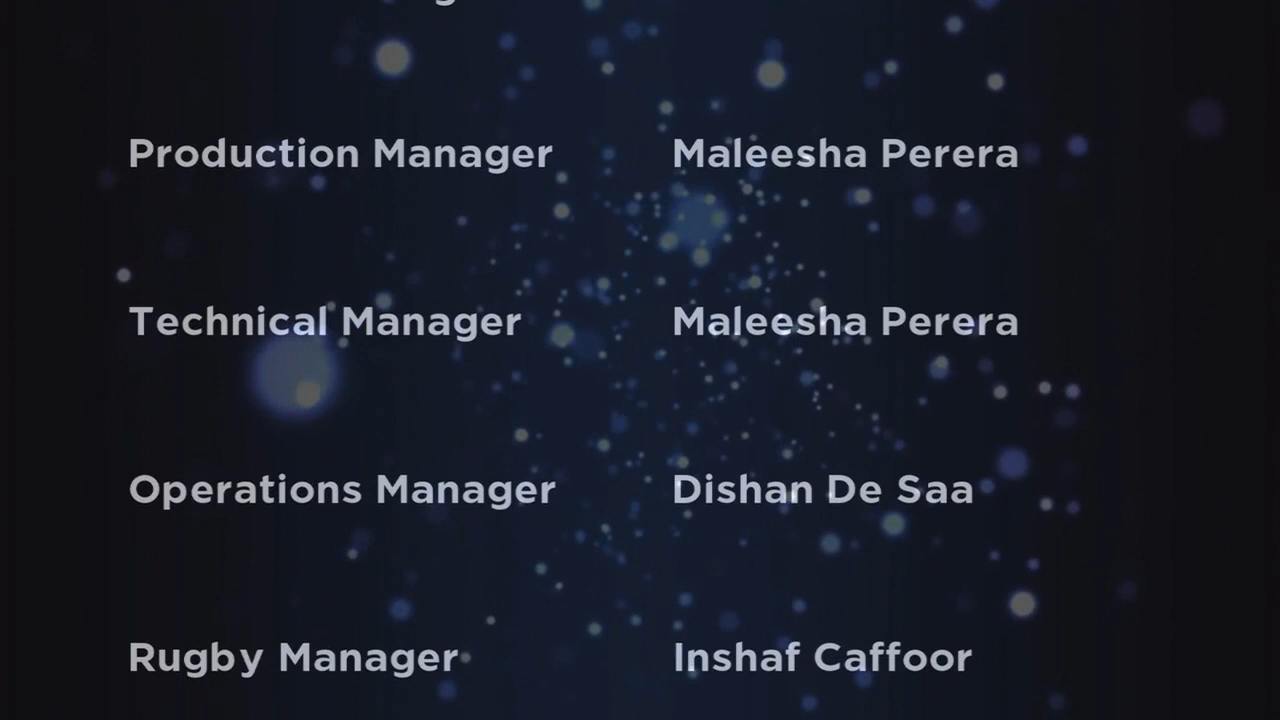 Production Manager Maleesha Perera
Technical Manager Maleesha Perera
Operations Manager Dishan De Saa
Rugby Manager Inshaf Caffoor